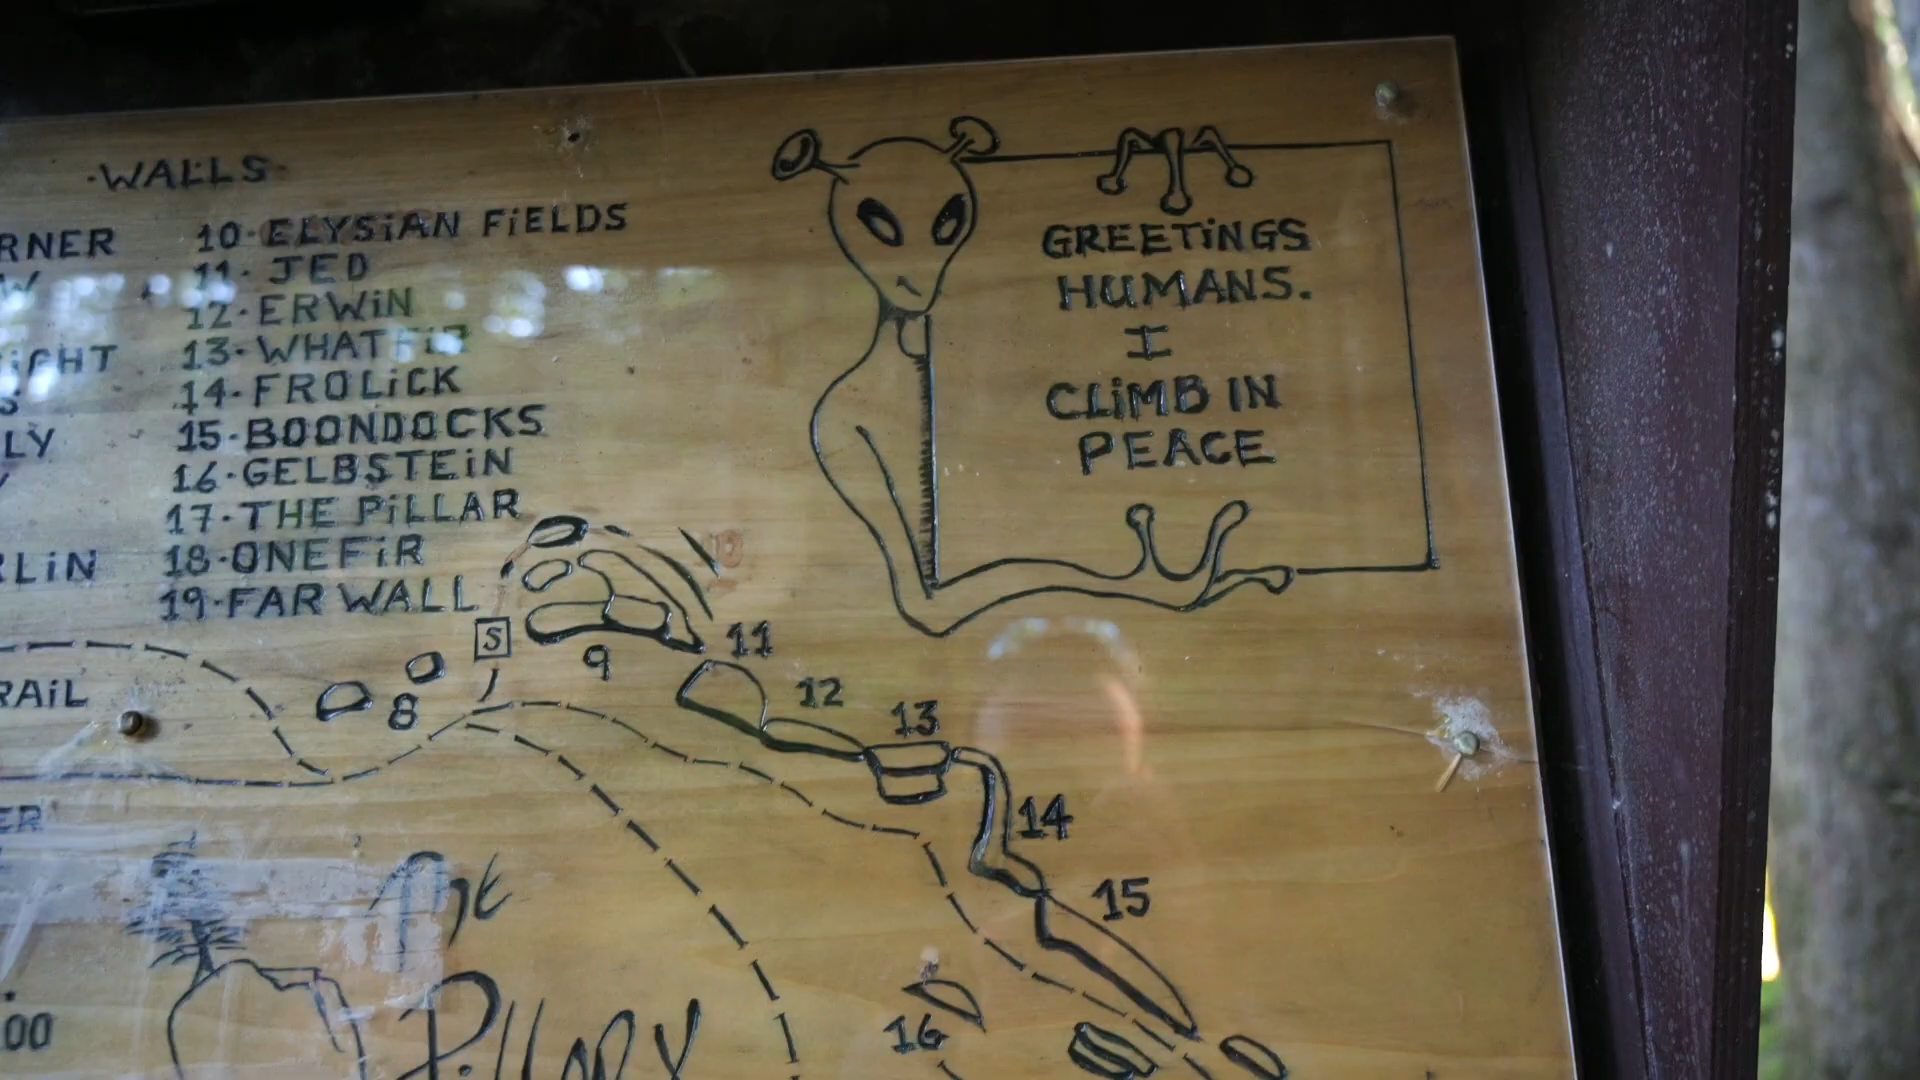 ·WALLS·
RNER
W
iGHT
S
LY
Y
RLiN
10·ELYSiAN FiELDS
11· JED
12·ERWiN
13·WHAT FiR
14·FROLiCK
15·BOONDOCKS
16·GELBSTEiN
17·THE PiLLAR
18·ONEFiR
19·FAR WALL
GREETiNGS
HUMANS.
I
CLiMB IN
PEACE
S
RAiL
8
9
11
12
13
14
15
16
ER
00
The